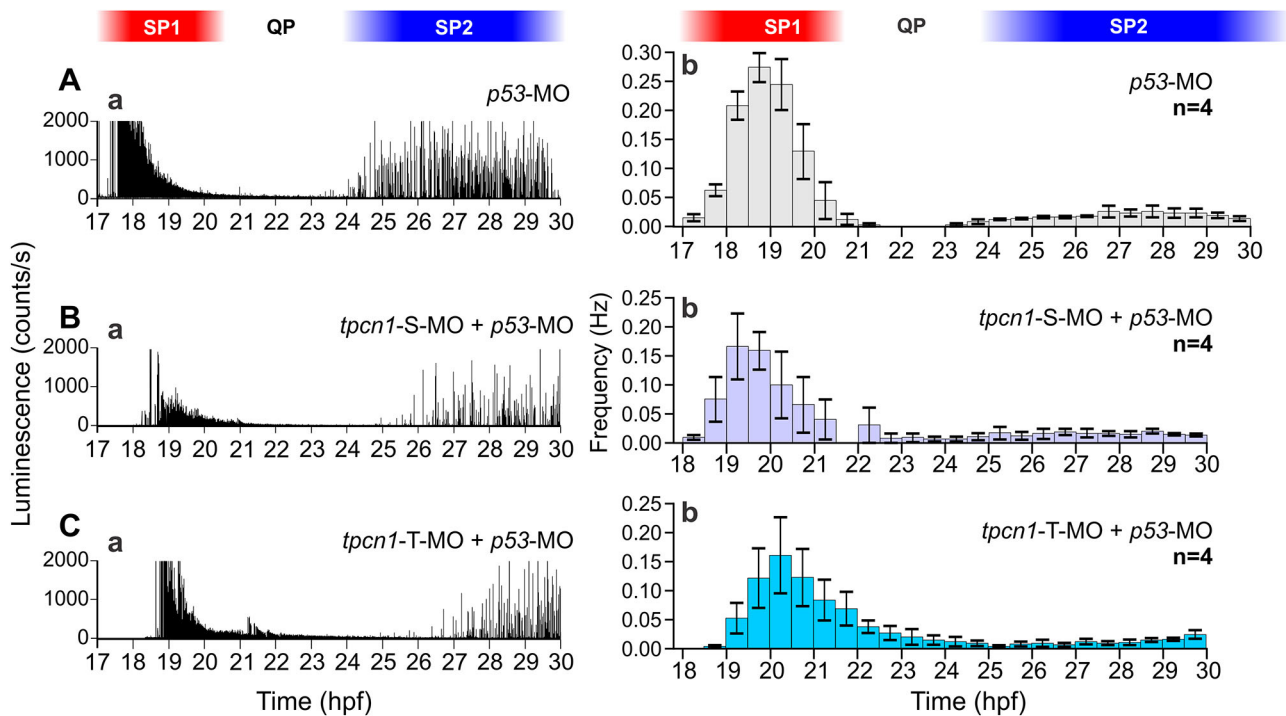 SP1 QP SP2 SP1 QP SP2
A a p53-MO
2000
1000
0
17 18 19 20 21 22 23 24 25 26 27 28 29 30
b p53-MO
n=4
0.30
0.25
0.20
0.15
0.10
0.05
0.00
17 18 19 20 21 22 23 24 25 26 27 28 29 30
Luminescence (counts/s)
B a tpcn1-S-MO + p53-MO
2000
1000
0
17 18 19 20 21 22 23 24 25 26 27 28 29 30
Frequency (Hz)
b tpcn1-S-MO + p53-MO
n=4
0.25
0.20
0.15
0.10
0.05
0.00
18 19 20 21 22 23 24 25 26 27 28 29 30
C a tpcn1-T-MO + p53-MO
2000
1000
0
17 18 19 20 21 22 23 24 25 26 27 28 29 30
Time (hpf)
b tpcn1-T-MO + p53-MO
n=4
0.25
0.20
0.15
0.10
0.05
0.00
18 19 20 21 22 23 24 25 26 27 28 29 30
Time (hpf)